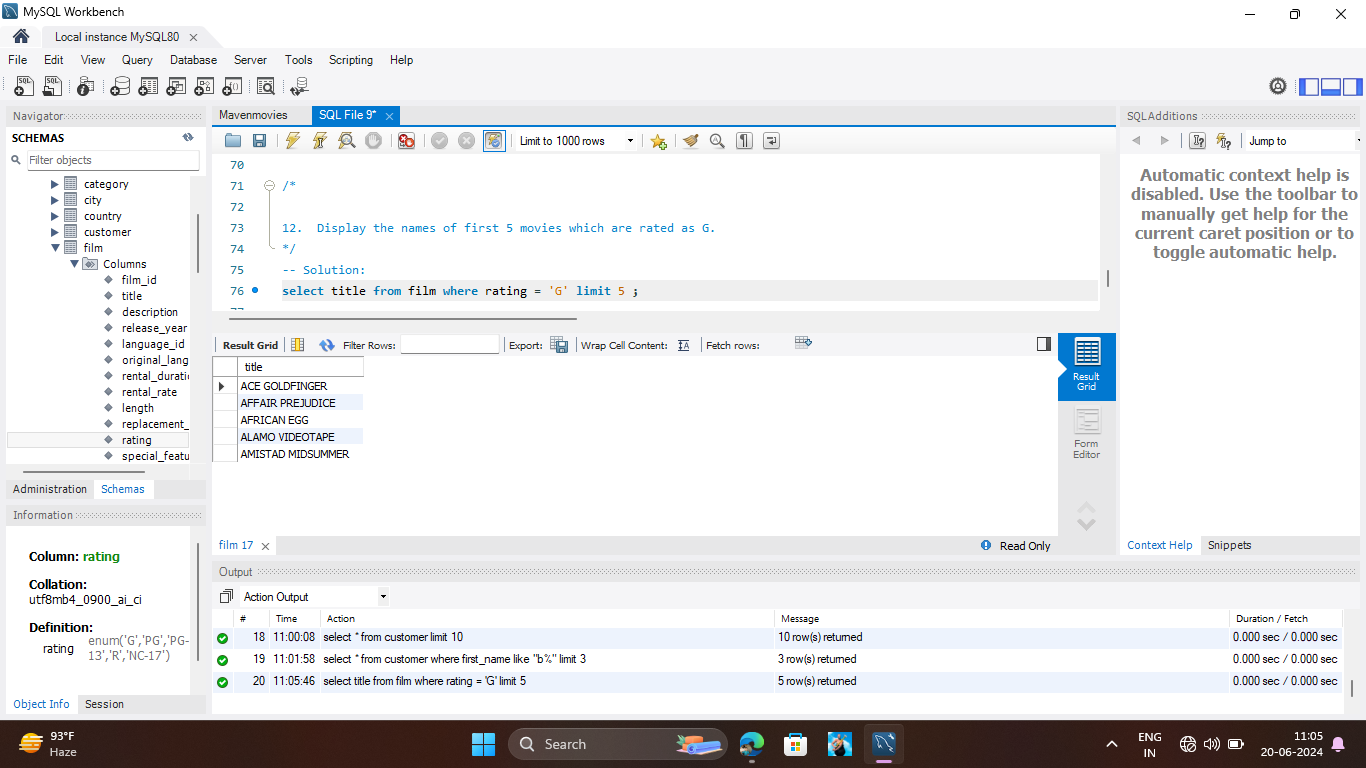 MySQL Workbench
Local instance MySQL80
File Edit View Query Database Server Tools Scripting Help
Navigator
SCHEMAS
Filter objects
category
city
country
customer
film
Columns
film_id
title
description
release_year
language_id
original_lang
rental_duratio
rental_rate
length
replacement_
rating
special_featu
Administration Schemas
Information
Column: rating
Collation:
utf8mb4_0900_ai_ci
Definition:
rating enum('G','PG','PG-
13','R','NC-17')
Object Info Session
Mavenmovies SQL File 9*
Limit to 1000 rows
70
71 /*
72
73 12. Display the names of first 5 movies which are rated as G.
74 */
75 -- Solution:
76 select title from film where rating = 'G' limit 5 ;
Result Grid Filter Rows: Export: Wrap Cell Content: Fetch rows:
title
ACE GOLDFINGER
AFFAIR PREJUDICE
AFRICAN EGG
ALAMO VIDEOTAPE
AMISTAD MIDSUMMER
Result
Grid
Form
Editor
film 17
Read Only
Output
Action Output
# Time Action Message Duration / Fetch
18 11:00:08 select * from customer limit 10 10 row(s) returned 0.000 sec / 0.000 sec
19 11:01:58 select * from customer where first_name like "b%" limit 3 3 row(s) returned 0.000 sec / 0.000 sec
20 11:05:46 select title from film where rating = 'G' limit 5 5 row(s) returned 0.000 sec / 0.000 sec
SQLAdditions
Jump to
Automatic context help is
disabled. Use the toolbar to
manually get help for the
current caret position or to
toggle automatic help.
Context Help Snippets
93°F
Haze
Search
ENG
IN
11:05
20-06-2024